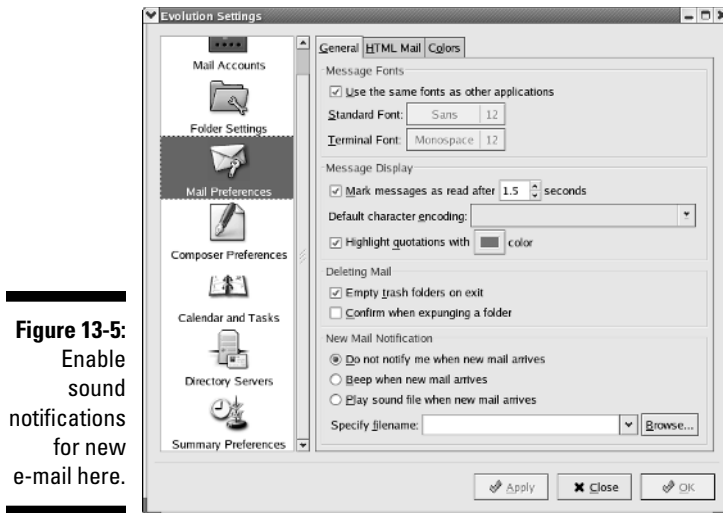 Evolution Settings
Mail Accounts
Folder Settings
Mail Preferences
Composer Preferences
Calendar and Tasks
Directory Servers
Summary Preferences
General HTML Mail Colors
Message Fonts
Use the same fonts as other applications
Standard Font: Sans 12
Terminal Font: Monospace 12
Message Display
Mark messages as read after 1.5 seconds
Default character encoding:
Highlight quotations with color
Deleting Mail
Empty trash folders on exit
Confirm when expunging a folder
New Mail Notification
Do not notify me when new mail arrives
Beep when new mail arrives
Play sound file when new mail arrives
Specify filename: Browse...
Apply Close OK
Figure 13-5:
Enable
sound
notifications
for new
e-mail here.